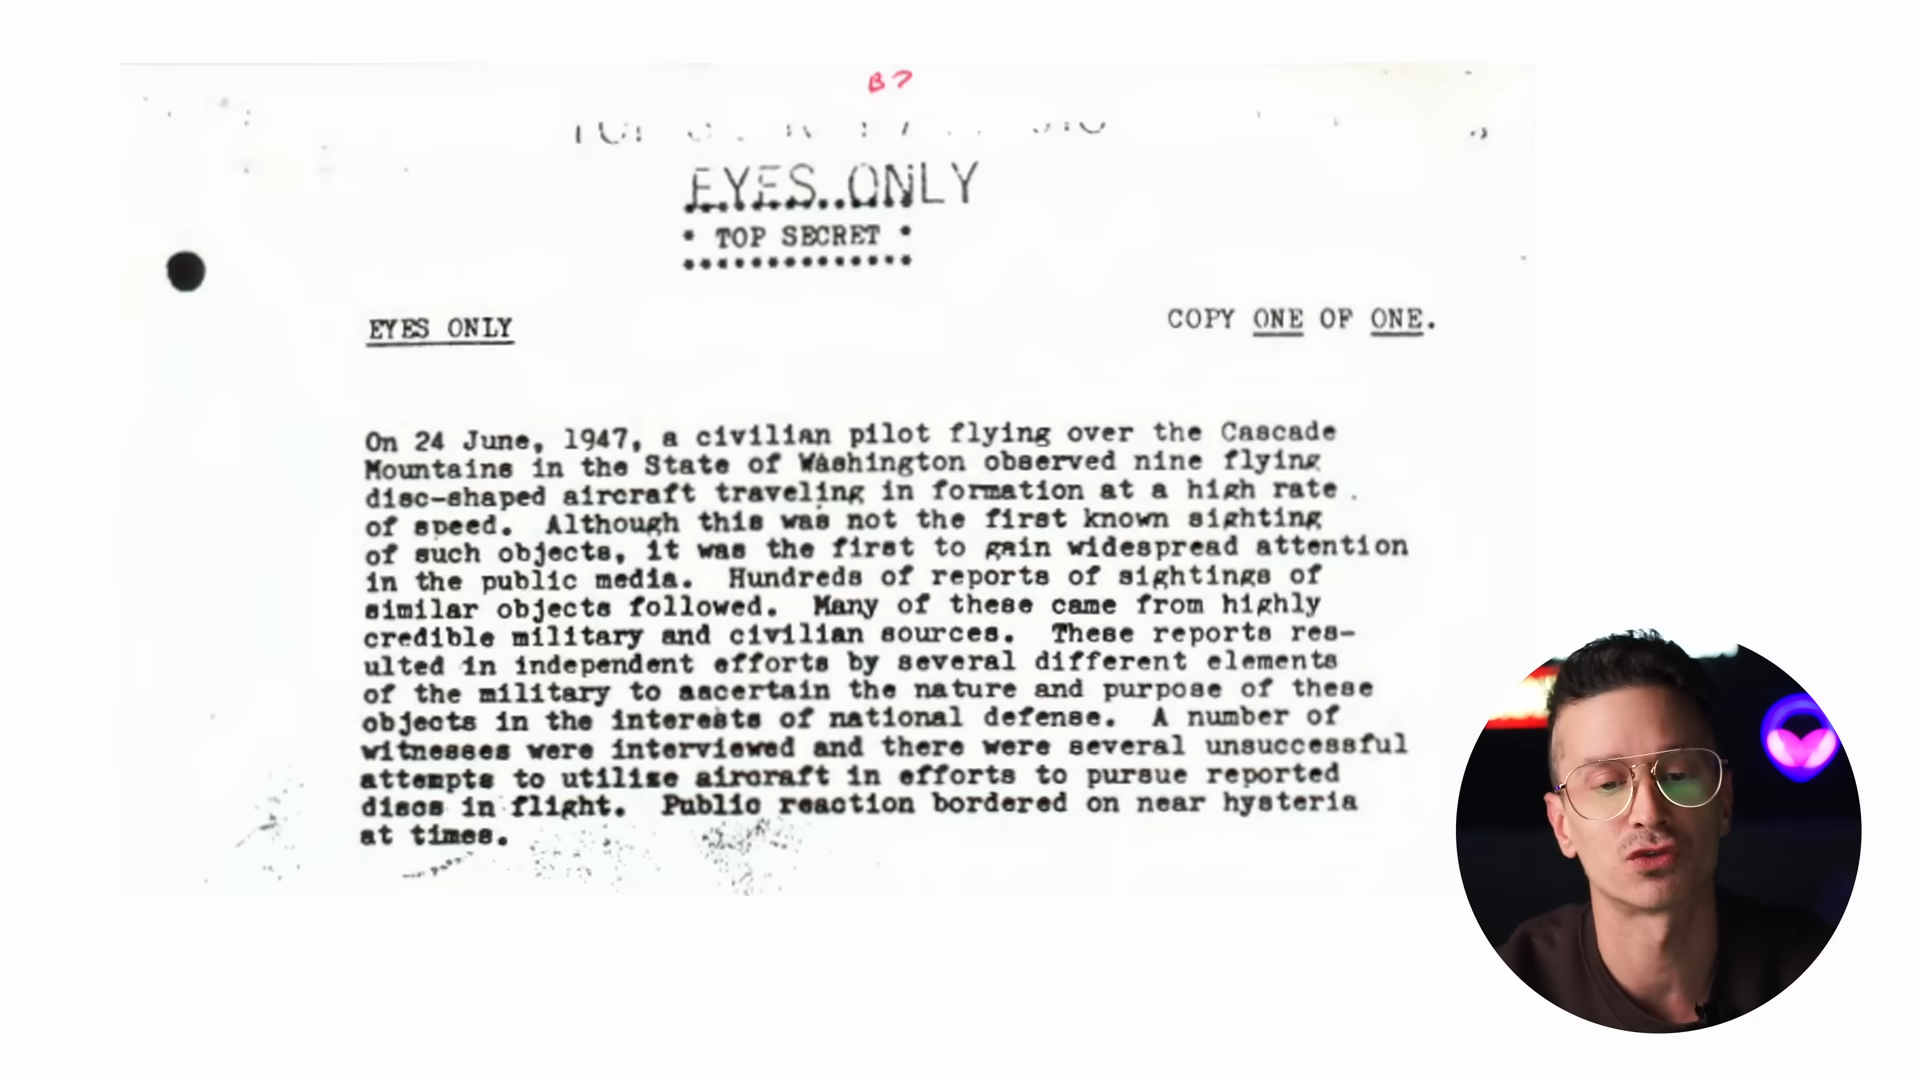 B7
EYES ONLY
* TOP SECRET *
EYES ONLY
COPY ONE OF ONE.
On 24 June, 1947, a civilian pilot flying over the Cascade
Mountains in the State of Washington observed nine flying
disc-shaped aircraft traveling in formation at a high rate
of speed. Although this was not the first known sighting
of such objects, it was the first to gain widespread attention
in the public media. Hundreds of reports of sightings of
similar objects followed. Many of these came from highly
credible military and civilian sources. These reports res-
ulted in independent efforts by several different elements
of the military to ascertain the nature and purpose of these
objects in the interests of national defense. A number of
witnesses were interviewed and there were several unsuccessful
attempts to utilize aircraft in efforts to pursue reported
discs in flight. Public reaction bordered on near hysteria
at times.